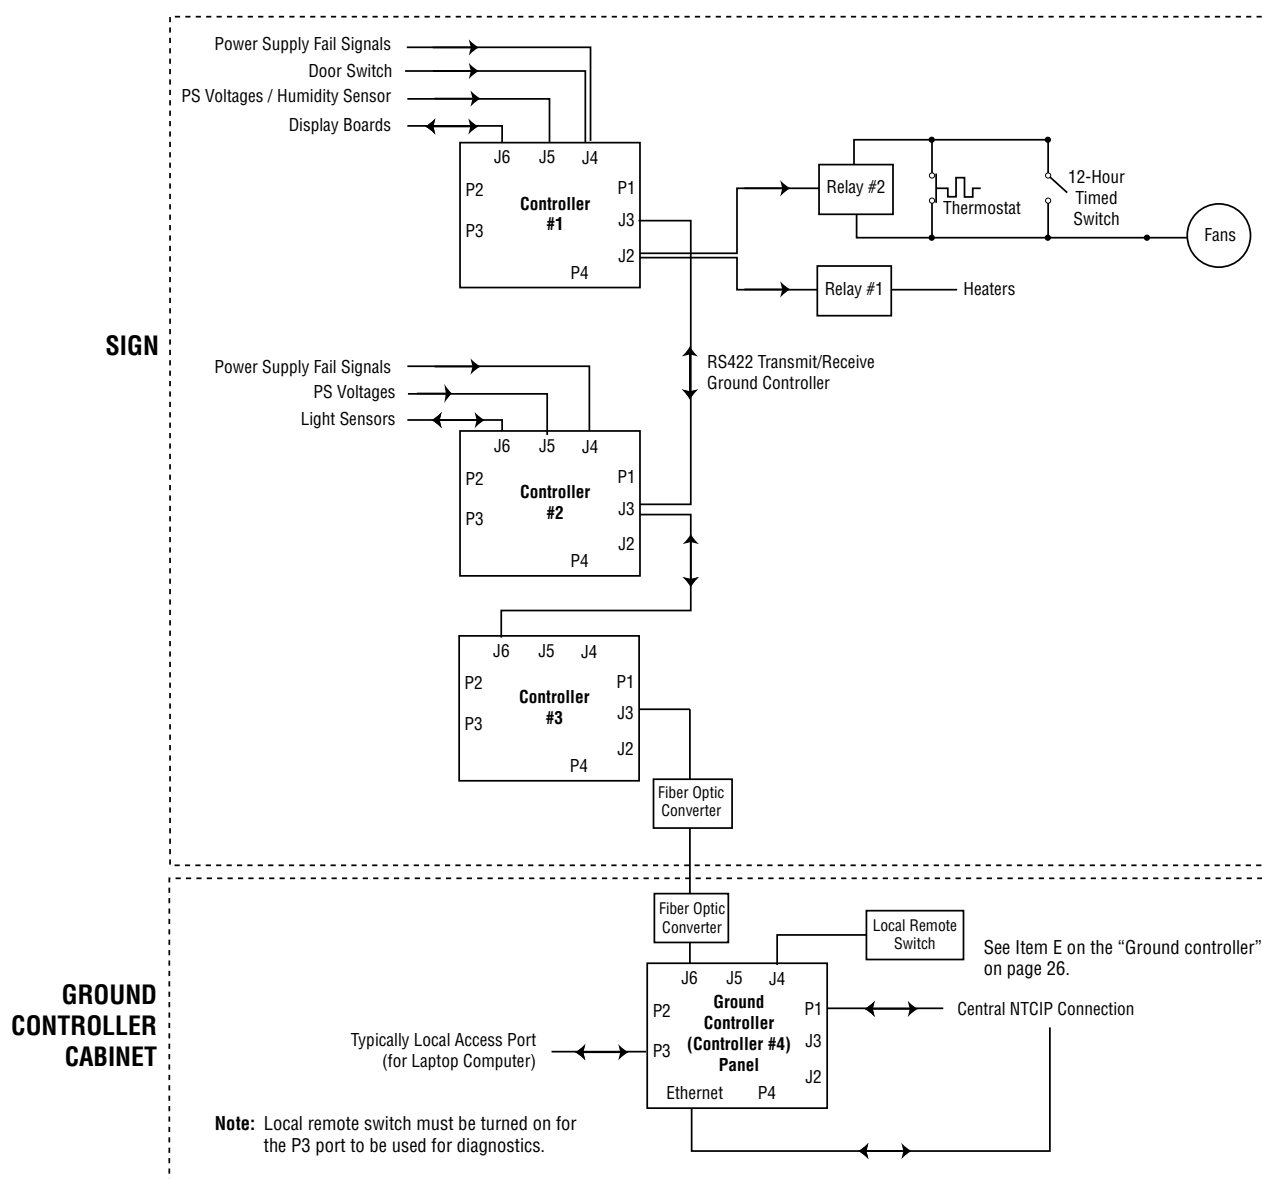 Power Supply Fail Signals
Door Switch
PS Voltages / Humidity Sensor
Display Boards
J6 J5 J4
P2
P3
Controller
#1
P1
J3
J2
P4
Relay #2
Thermostat
12-Hour
Timed
Switch
Fans
Relay #1
Heaters
SIGN
RS422 Transmit/Receive
Ground Controller
Power Supply Fail Signals
PS Voltages
Light Sensors
J6 J5 J4
P2
P3
Controller
#2
P1
J3
J2
P4
J6 J5 J4
P2
P3
Controller
#3
P1
J3
J2
P4
Fiber Optic
Converter
Fiber Optic
Converter
Local Remote
Switch
See Item E on the “Ground controller”
on page 26.
GROUND
CONTROLLER
CABINET
J6 J5 J4
P2
P3
Ground
Controller
(Controller #4)
Panel
P1
J3
J2
Ethernet P4
Central NTCIP Connection
Typically Local Access Port
(for Laptop Computer)
Note: Local remote switch must be turned on for
the P3 port to be used for diagnostics.